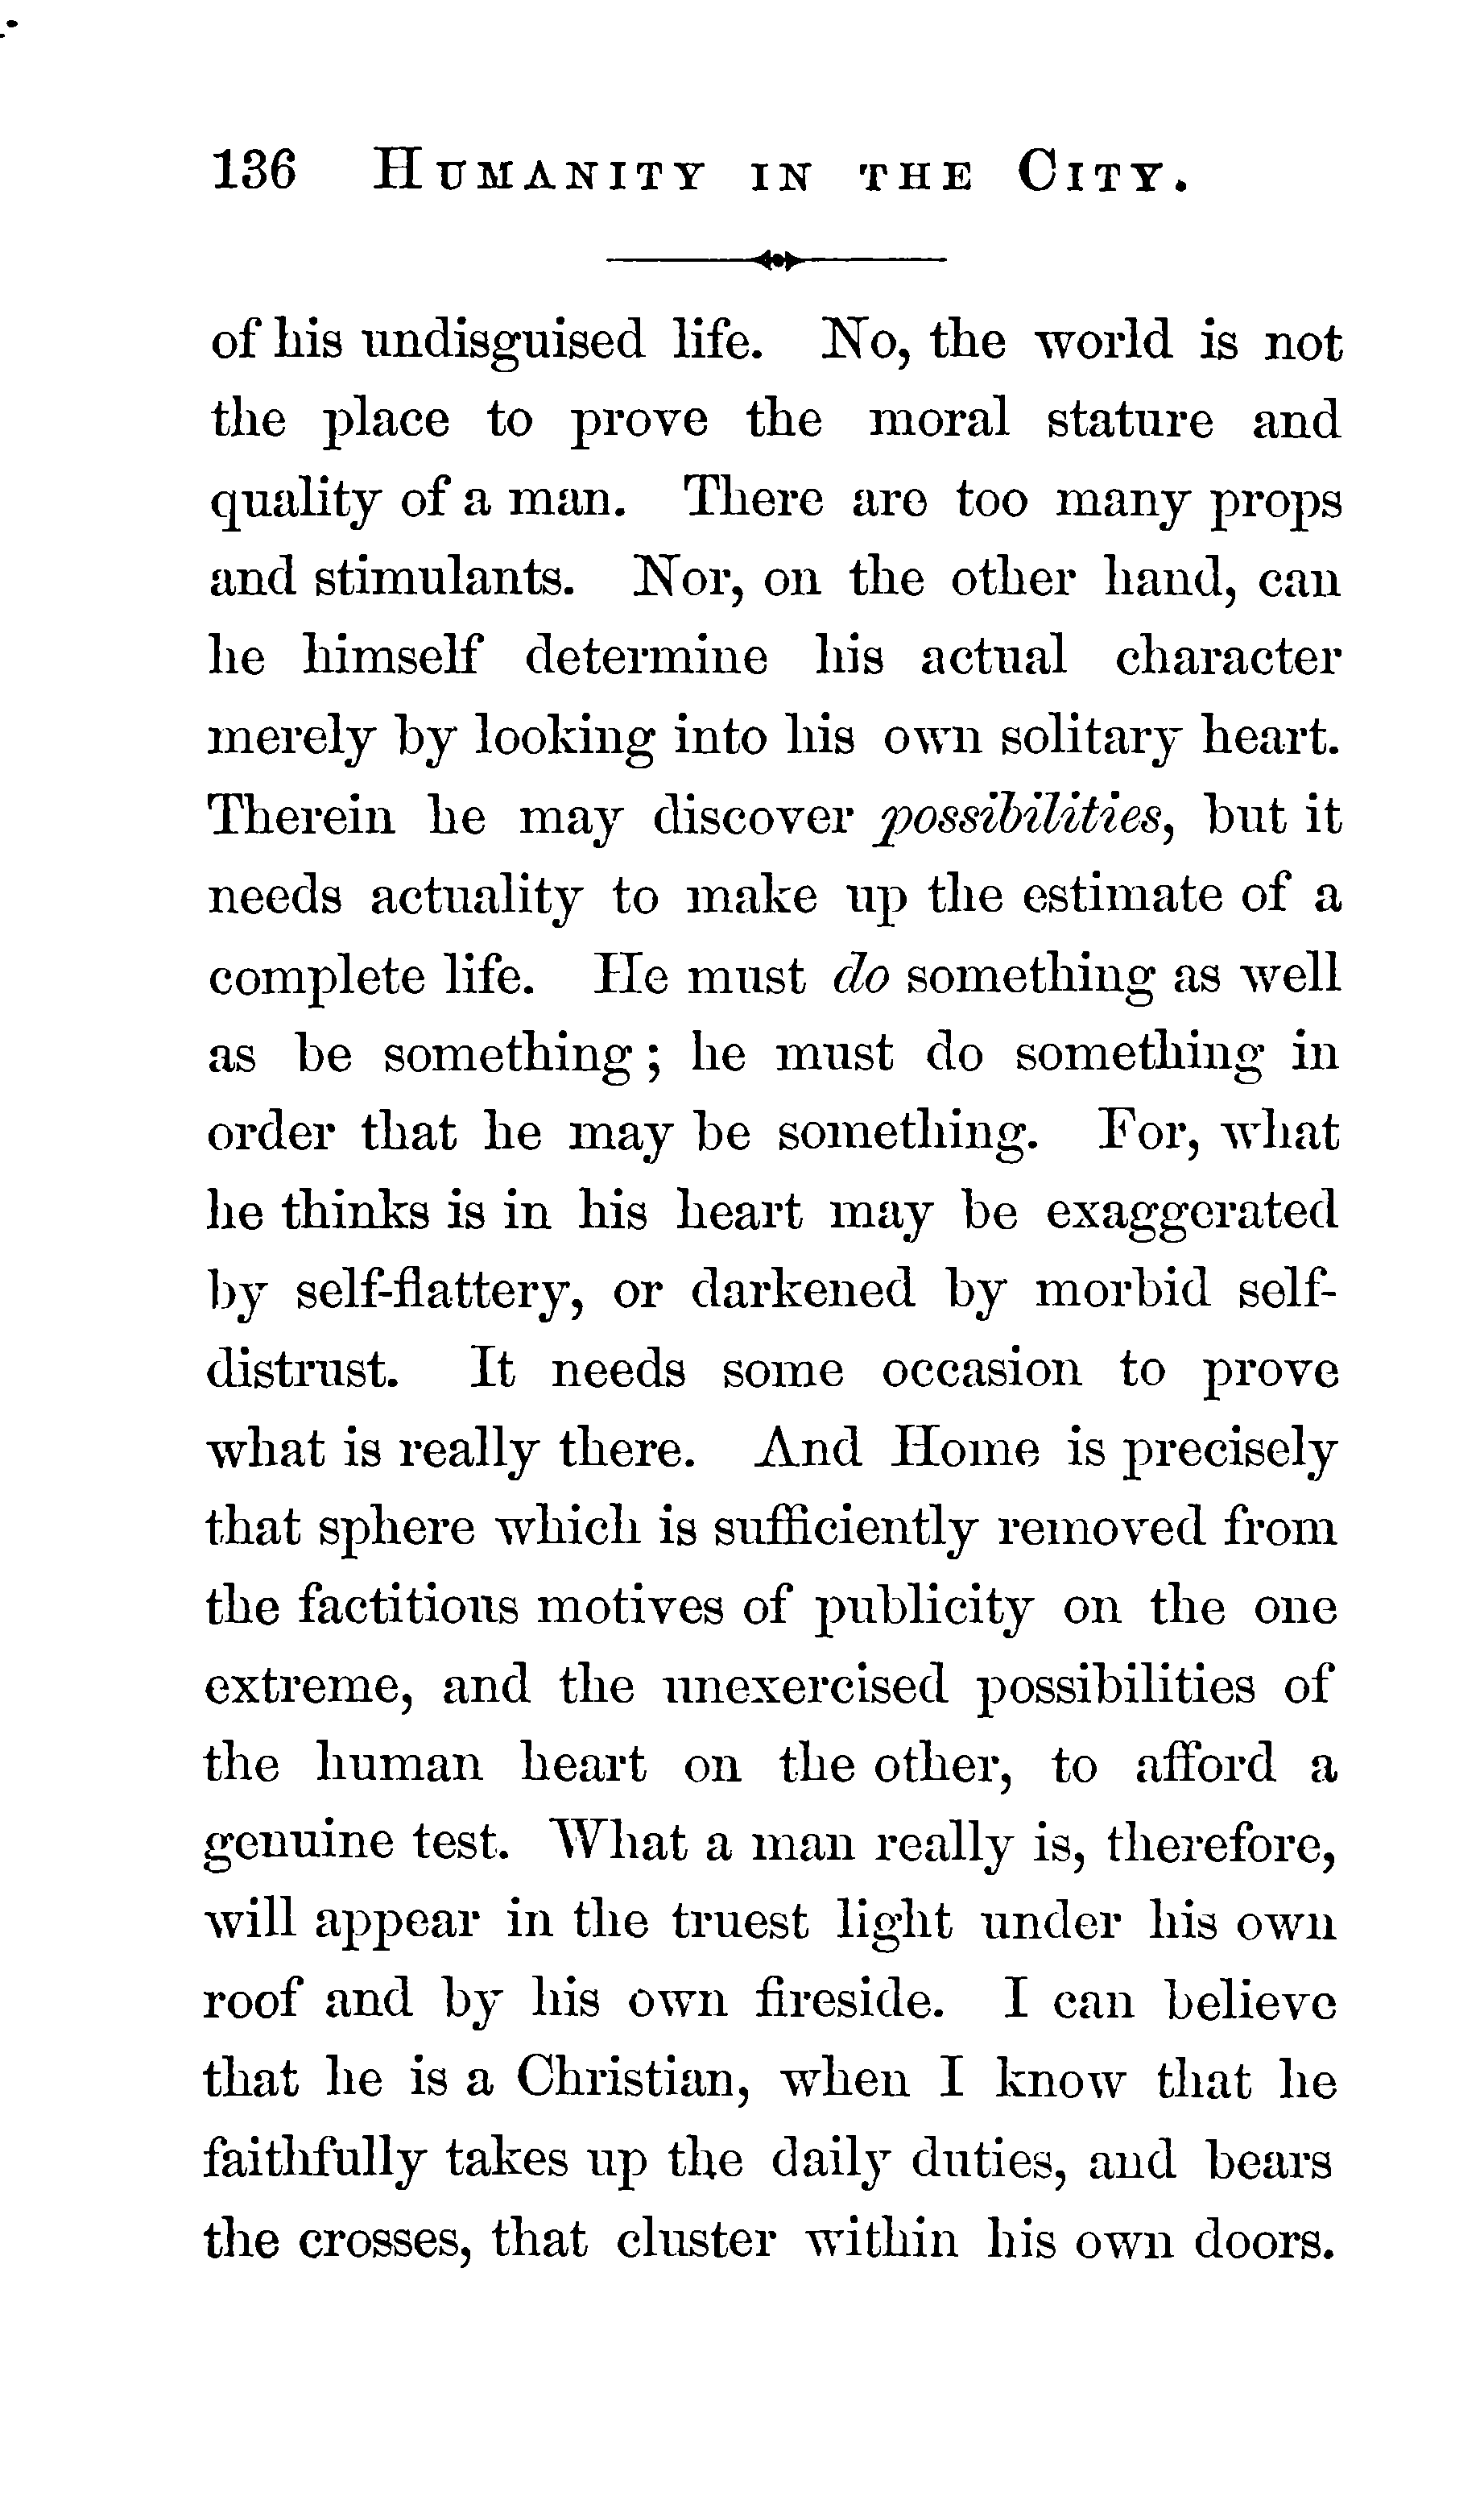 136 HUMANITY IN THE CITY.
of his undisguised life. No, the world is not
the place to prove the moral stature and
quality of a man. There are too many props
and stimulants. Nor, on the other hand, can
he himself determine his actual character
merely by looking into his own solitary heart.
Therein he may discover possibilities, but it
needs actuality to make up the estimate of a
complete life. He must do something as well
as be something; he must do something in
order that he may be something. For, what
he thinks is in his heart may be exaggerated
by self-flattery, or darkened by morbid self-
distrust. It needs some occasion to prove
what is really there. And Home is precisely
that sphere which is sufficiently removed from
the factitious motives of publicity on the one
extreme, and the unexercised possibilities of
the human heart on the other, to afford a
genuine test. What a man really is, therefore,
will appear in the truest light under his own
roof and by his own fireside. I can believe
that he is a Christian, when I know that he
faithfully takes up the daily duties, and bears
the crosses, that cluster within his own doors.